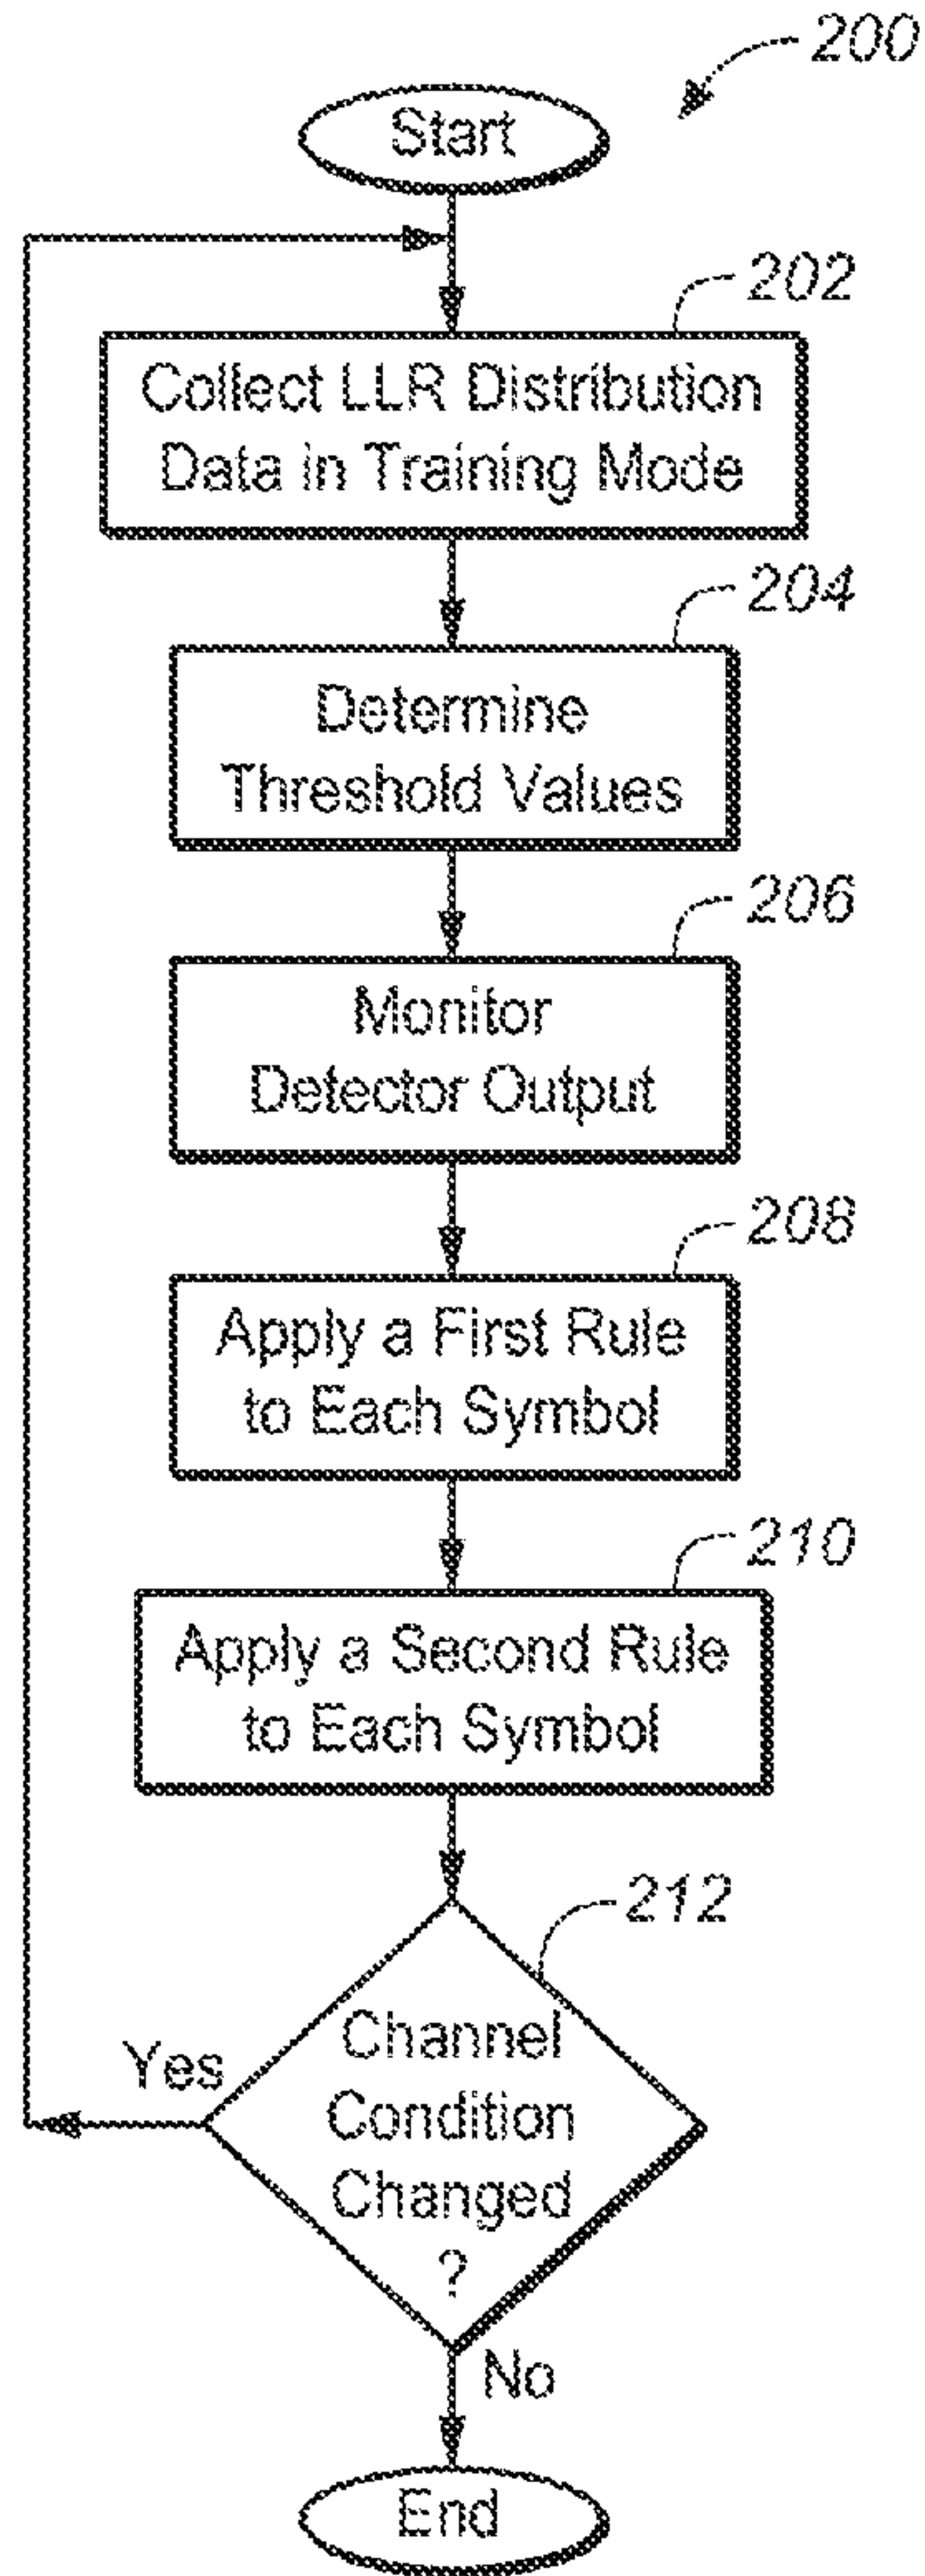 200
Start
202
Collect LLR Distribution
Data in Training Mode
204
Determine
Threshold Values
206
Monitor
Detector Output
208
Apply a First Rule
to Each Symbol
210
Apply a Second Rule
to Each Symbol
212
Channel
Condition
Changed
?
Yes
No
End